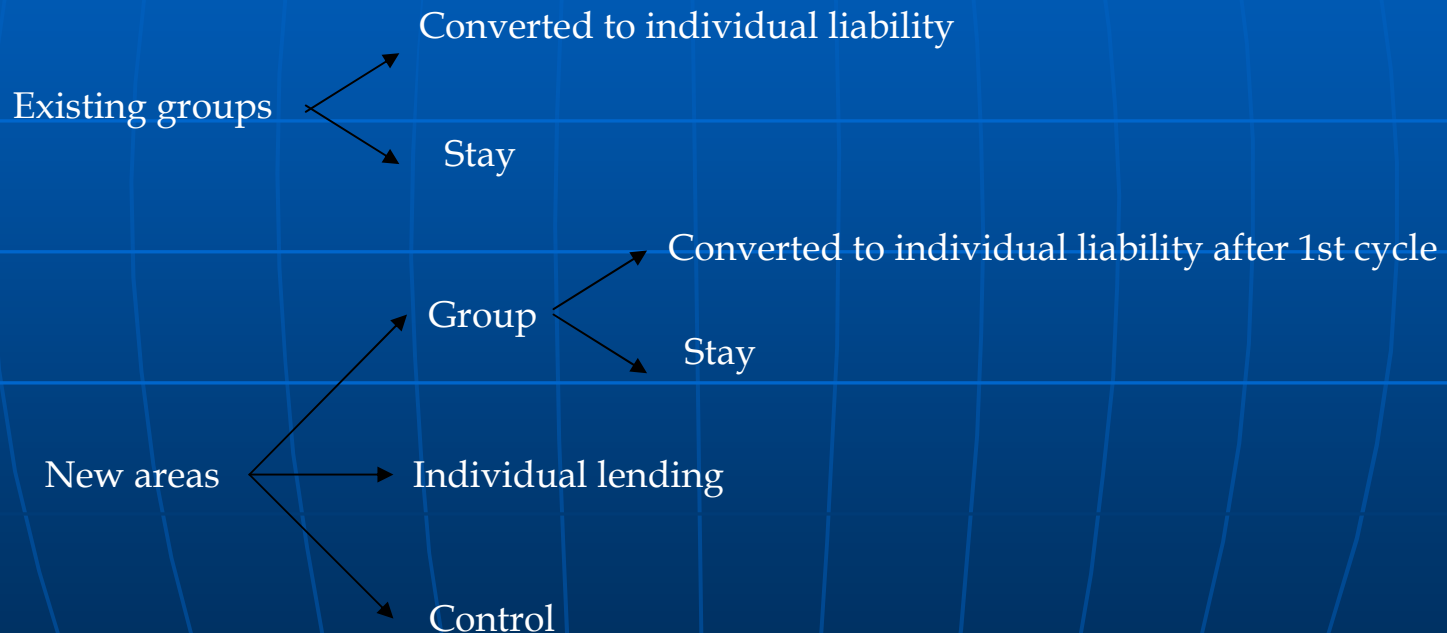 Converted to individual liability
Existing groups
Stay
Converted to individual liability after 1st cycle
Group
Stay
New areas
Individual lending
Control